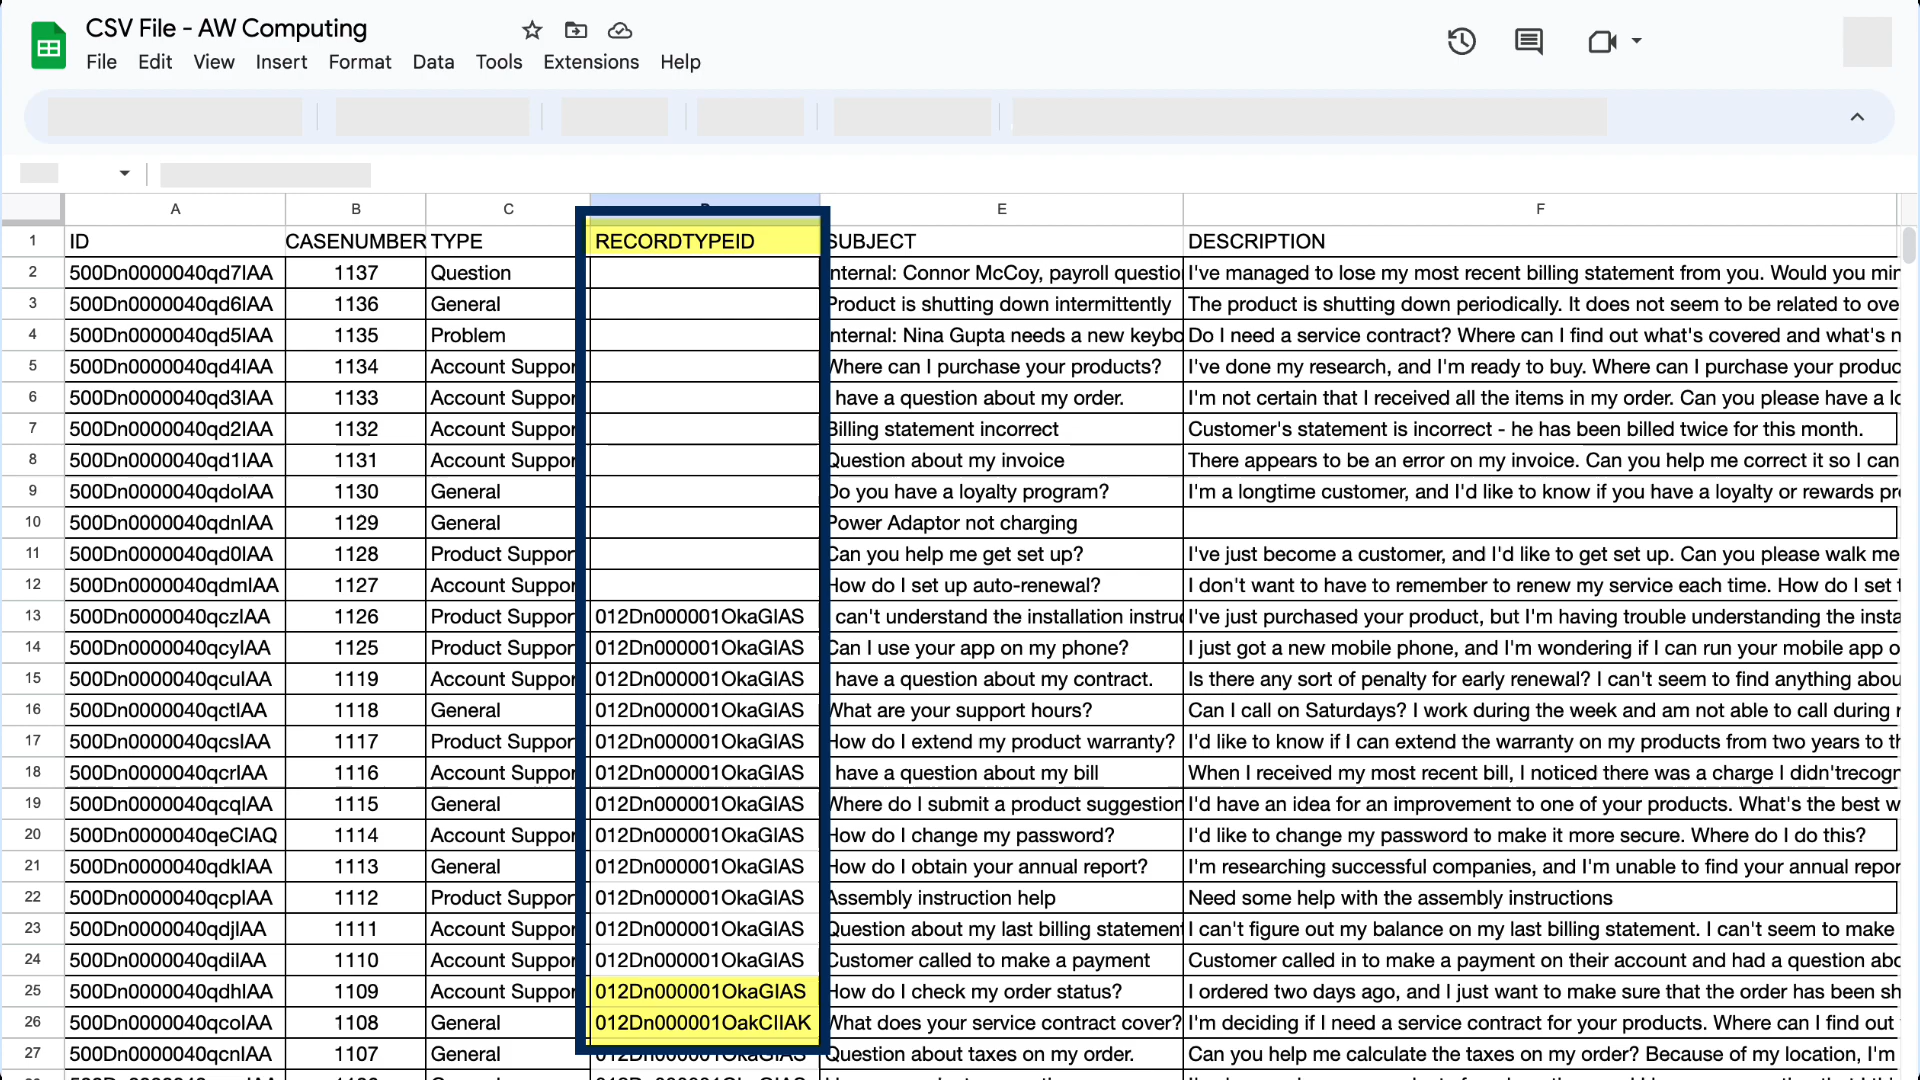 CSV File - AW Computing
File Edit View Insert Format Data Tools Extensions Help
A B C E F
1 ID CASENUMBER TYPE RECORDTYPEID SUBJECT DESCRIPTION
2 500Dn0000040qd7IAA 1137 Question nternal: Connor McCoy, payroll questio I've managed to lose my most recent billing statement from you. Would you min
3 500Dn0000040qd6IAA 1136 General Product is shutting down intermittently The product is shutting down periodically. It does not seem to be related to ove
4 500Dn0000040qd5IAA 1135 Problem nternal: Nina Gupta needs a new keybo Do I need a service contract? Where can I find out what's covered and what's n
5 500Dn0000040qd4IAA 1134 Account Suppor Where can I purchase your products? I've done my research, and I'm ready to buy. Where can I purchase your produc
6 500Dn0000040qd3IAA 1133 Account Suppor have a question about my order. I'm not certain that I received all the items in my order. Can you please have a lo
7 500Dn0000040qd2IAA 1132 Account Suppor Billing statement incorrect Customer's statement is incorrect - he has been billed twice for this month.
8 500Dn0000040qd1IAA 1131 Account Suppor Question about my invoice There appears to be an error on my invoice. Can you help me correct it so I can
9 500Dn0000040qdoIAA 1130 General Do you have a loyalty program? I'm a longtime customer, and I'd like to know if you have a loyalty or rewards pr
10 500Dn0000040qdnIAA 1129 General Power Adaptor not charging
11 500Dn0000040qd0IAA 1128 Product Suppor Can you help me get set up? I've just become a customer, and I'd like to get set up. Can you please walk me
12 500Dn0000040qdmIAA 1127 Account Suppor How do I set up auto-renewal? I don't want to have to remember to renew my service each time. How do I set t
13 500Dn0000040qczIAA 1126 Product Suppor 012Dn000001OkaGIAS can't understand the installation instruc I've just purchased your product, but I'm having trouble understanding the insta
14 500Dn0000040qcyIAA 1125 Product Suppor 012Dn000001OkaGIAS Can I use your app on my phone? I just got a new mobile phone, and I'm wondering if I can run your mobile app o
15 500Dn0000040qcuIAA 1119 Account Suppor 012Dn000001OkaGIAS have a question about my contract. Is there any sort of penalty for early renewal? I can't seem to find anything abou
16 500Dn0000040qctIAA 1118 General 012Dn000001OkaGIAS What are your support hours? Can I call on Saturdays? I work during the week and am not able to call during r
17 500Dn0000040qcsIAA 1117 Product Suppor 012Dn000001OkaGIAS How do I extend my product warranty? I'd like to know if I can extend the warranty on my products from two years to th
18 500Dn0000040qcrIAA 1116 Account Suppor 012Dn000001OkaGIAS have a question about my bill When I received my most recent bill, I noticed there was a charge I didn'trecogn
19 500Dn0000040qcqIAA 1115 General 012Dn000001OkaGIAS Where do I submit a product suggestion I'd have an idea for an improvement to one of your products. What's the best w
20 500Dn0000040qeCIAQ 1114 Account Suppor 012Dn000001OkaGIAS How do I change my password? I'd like to change my password to make it more secure. Where do I do this?
21 500Dn0000040qdkIAA 1113 General 012Dn000001OkaGIAS How do I obtain your annual report? I'm researching successful companies, and I'm unable to find your annual repor
22 500Dn0000040qcpIAA 1112 Product Suppor 012Dn000001OkaGIAS Assembly instruction help Need some help with the assembly instructions
23 500Dn0000040qdjIAA 1111 Account Suppor 012Dn000001OkaGIAS Question about my last billing statement I can't figure out my balance on my last billing statement. I can't seem to make
24 500Dn0000040qdiIAA 1110 Account Suppor 012Dn000001OkaGIAS Customer called to make a payment Customer called in to make a payment on their account and had a question abo
25 500Dn0000040qdhIAA 1109 Account Suppor 012Dn000001OkaGIAS How do I check my order status? I ordered two days ago, and I just want to make sure that the order has been sh
26 500Dn0000040qcoIAA 1108 General 012Dn000001OakCIIAK What does your service contract cover? I'm deciding if I need a service contract for your products. Where can I find out
27 500Dn0000040qcnIAA 1107 General 012Dn000001OkaGIAS Question about taxes on my order. Can you help me calculate the taxes on my order? Because of my location, I'm